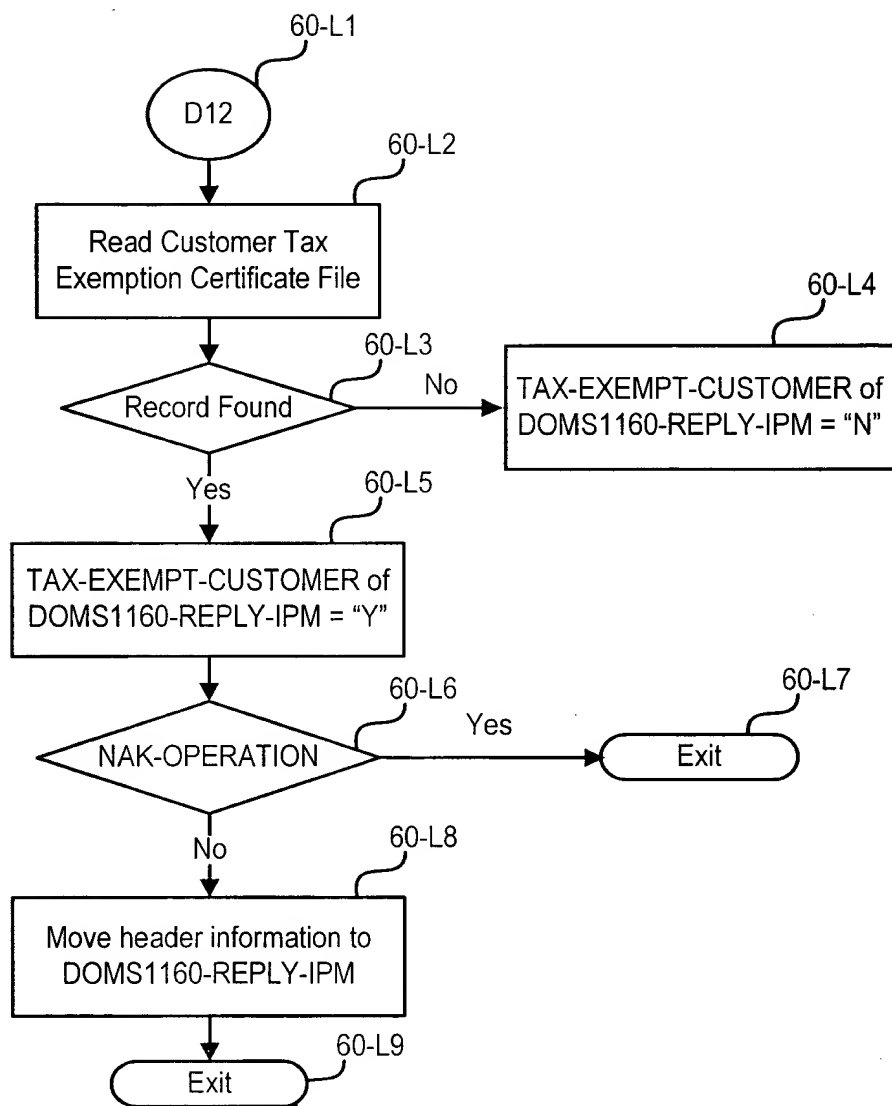 60-L1
D12
60-L2
Read Customer Tax
Exemption Certificate File
60-L3
Record Found
No
60-L4
TAX-EXEMPT-CUSTOMER of
DOMS1160-REPLY-IPM = “N”
Yes
60-L5
TAX-EXEMPT-CUSTOMER of
DOMS1160-REPLY-IPM = “Y”
60-L6
NAK-OPERATION
Yes
60-L7
Exit
No
60-L8
Move header information to
DOMS1160-REPLY-IPM
60-L9
Exit